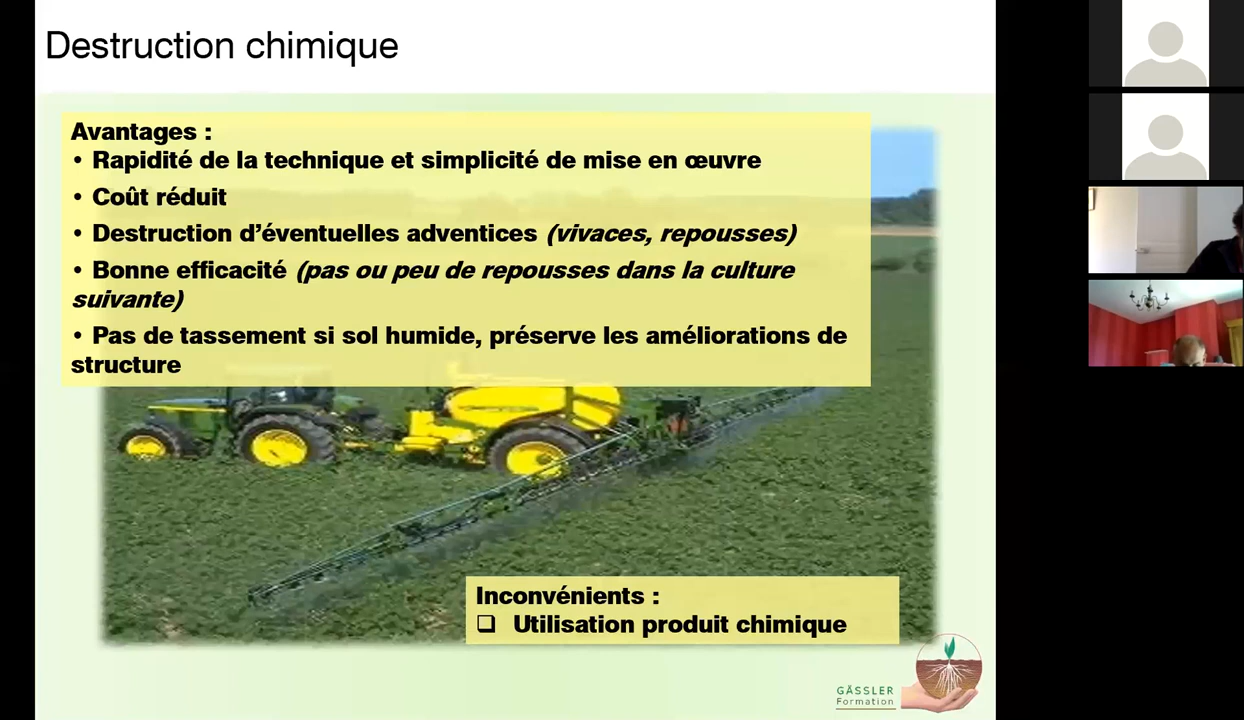 Destruction chimique
Avantages :
• Rapidité de la technique et simplicité de mise en œuvre
• Coût réduit
• Destruction d’éventuelles adventices (vivaces, repousses)
• Bonne efficacité (pas ou peu de repousses dans la culture
suivante)
• Pas de tassement si sol humide, préserve les améliorations de
structure
Inconvénients :
❑ Utilisation produit chimique
GÄSSLER
Formation